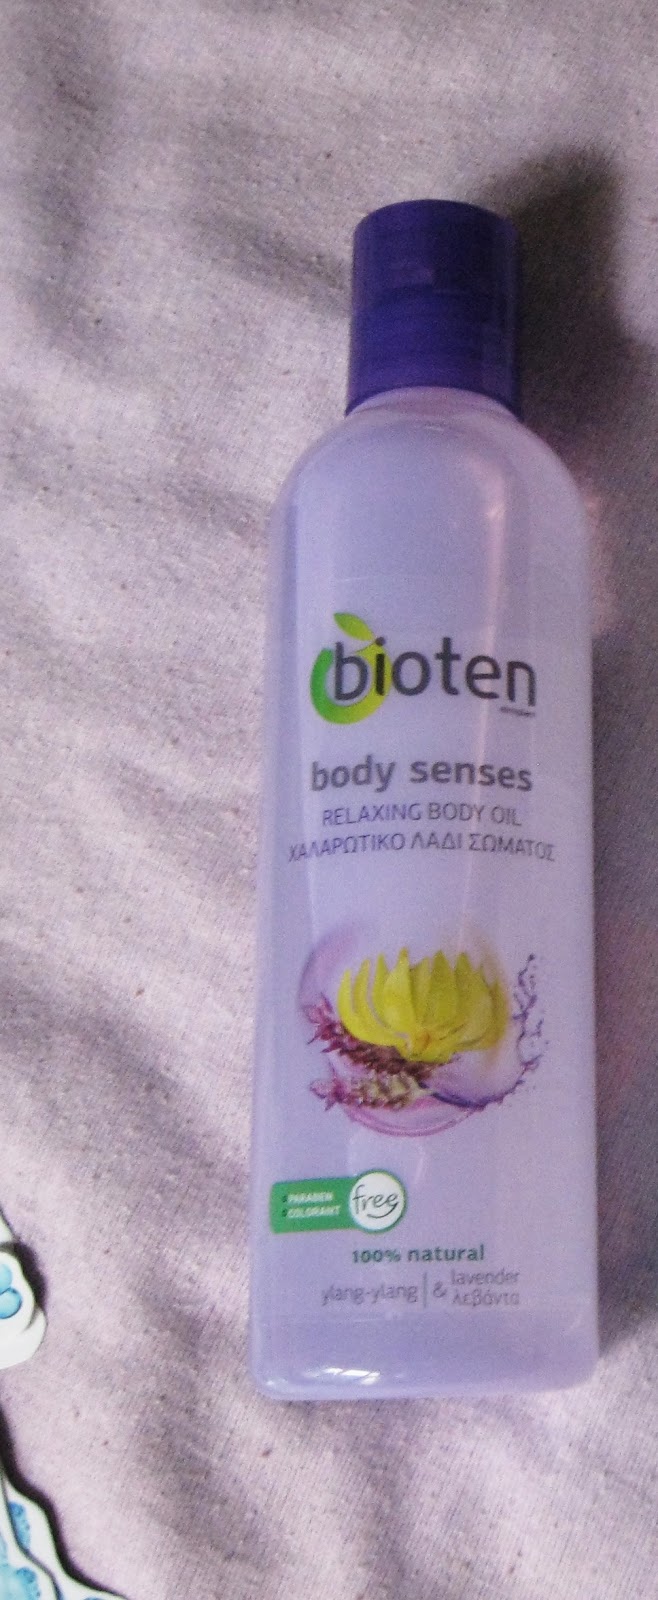 bioten
body senses
RELAXING BODY OIL
ΧΑΛΑΡΩΤΙΚΟ ΛΑΔΙ ΣΩΜΑΤΟΣ
PARABEN
COLORANT
free
100% natural
ylang-ylang & lavender
λεβάντα